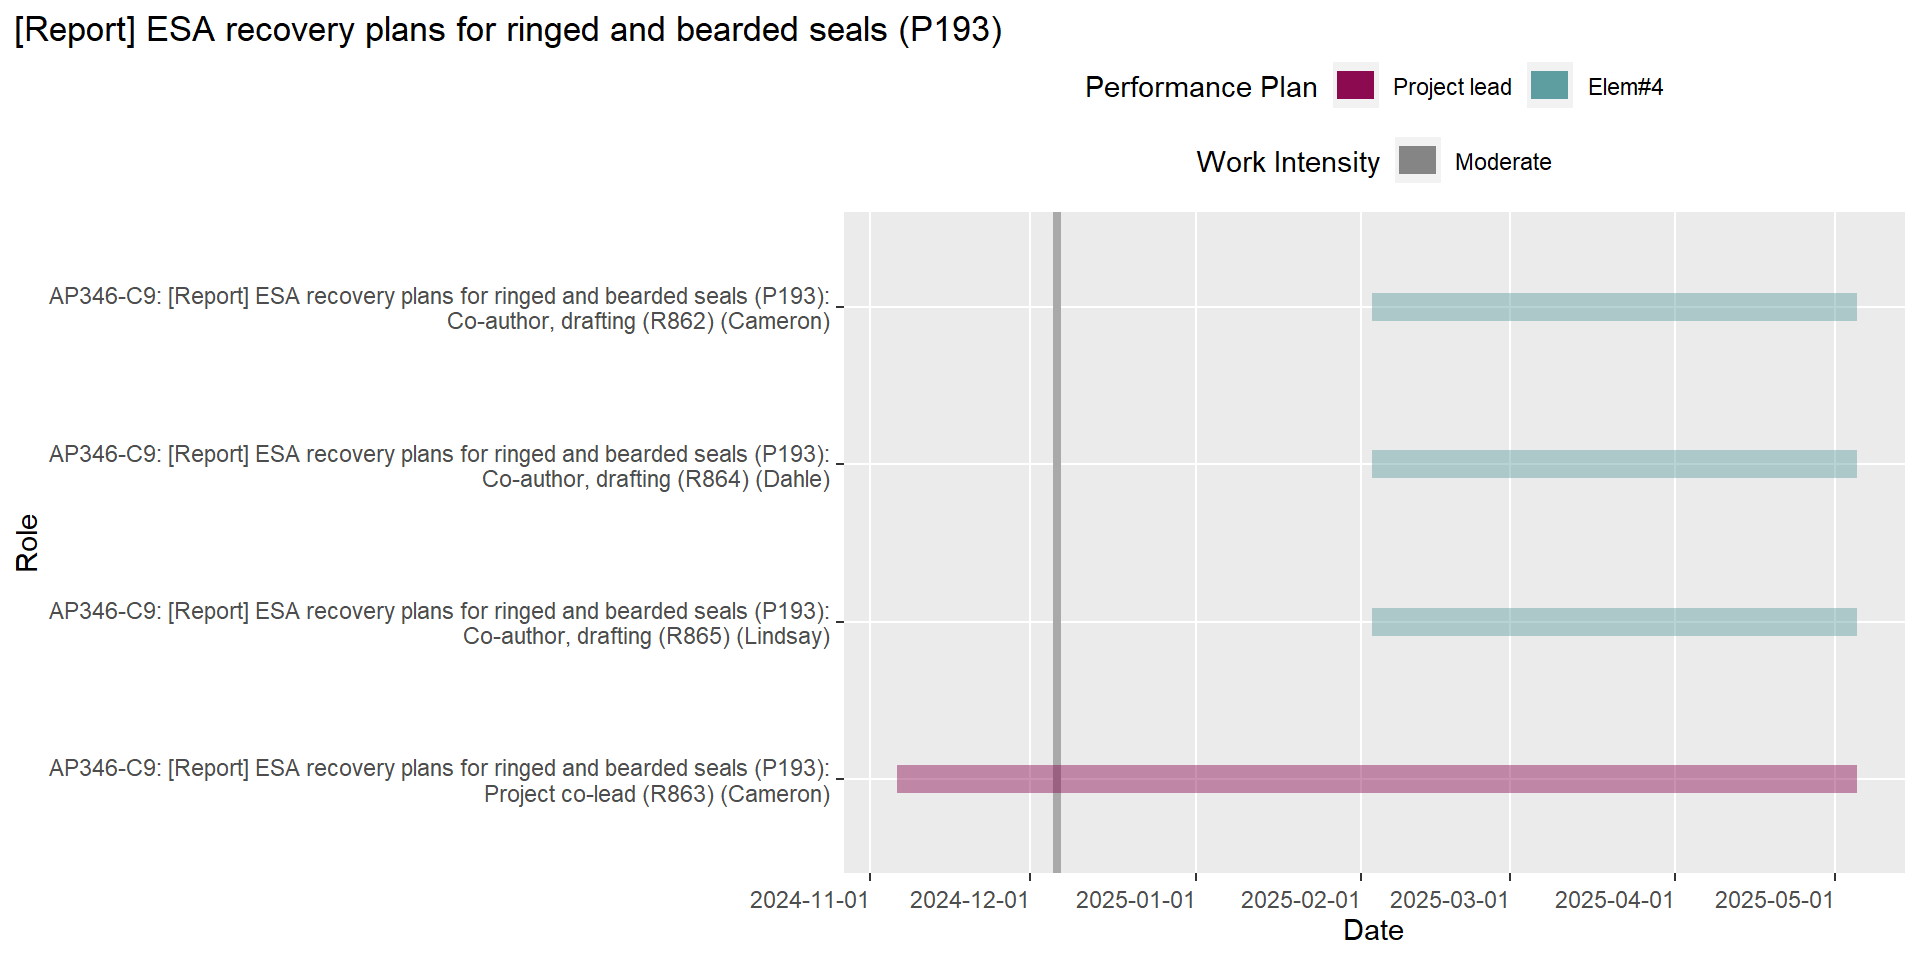 [Report] ESA recovery plans for ringed and bearded seals (P193)
Performance Plan Project lead Elem#4
Work Intensity Moderate
AP346-C9: [Report] ESA recovery plans for ringed and bearded seals (P193):
Co-author, drafting (R862) (Cameron)
AP346-C9: [Report] ESA recovery plans for ringed and bearded seals (P193):
Co-author, drafting (R864) (Dahle)
Role
AP346-C9: [Report] ESA recovery plans for ringed and bearded seals (P193):
Co-author, drafting (R865) (Lindsay)
AP346-C9: [Report] ESA recovery plans for ringed and bearded seals (P193):
Project co-lead (R863) (Cameron)
2024-11-01 2024-12-01 2025-01-01 2025-02-01 2025-03-01 2025-04-01 2025-05-01
Date